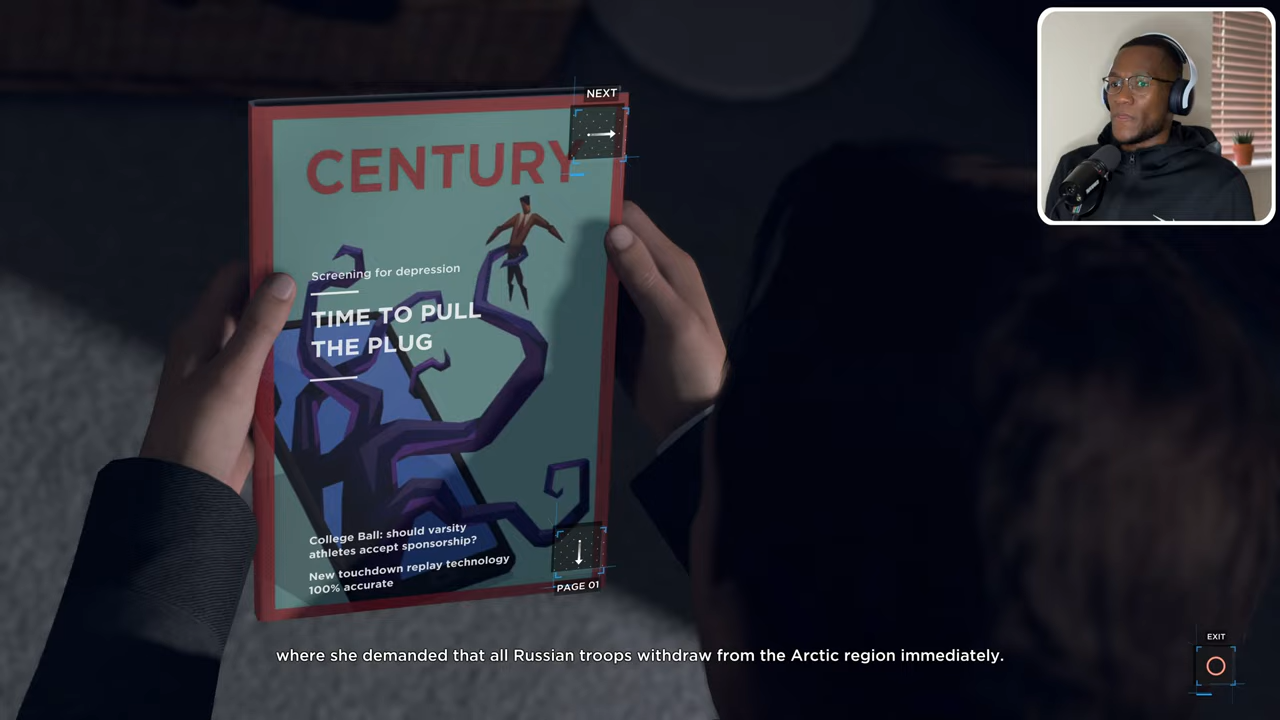 NEXT
CENTURY
Screening for depression
TIME TO PULL
THE PLUG
College Ball: should varsity
athletes accept sponsorship?
New touchdown replay technology
100% accurate
PAGE 01
EXIT
where she demanded that all Russian troops withdraw from the Arctic region immediately.